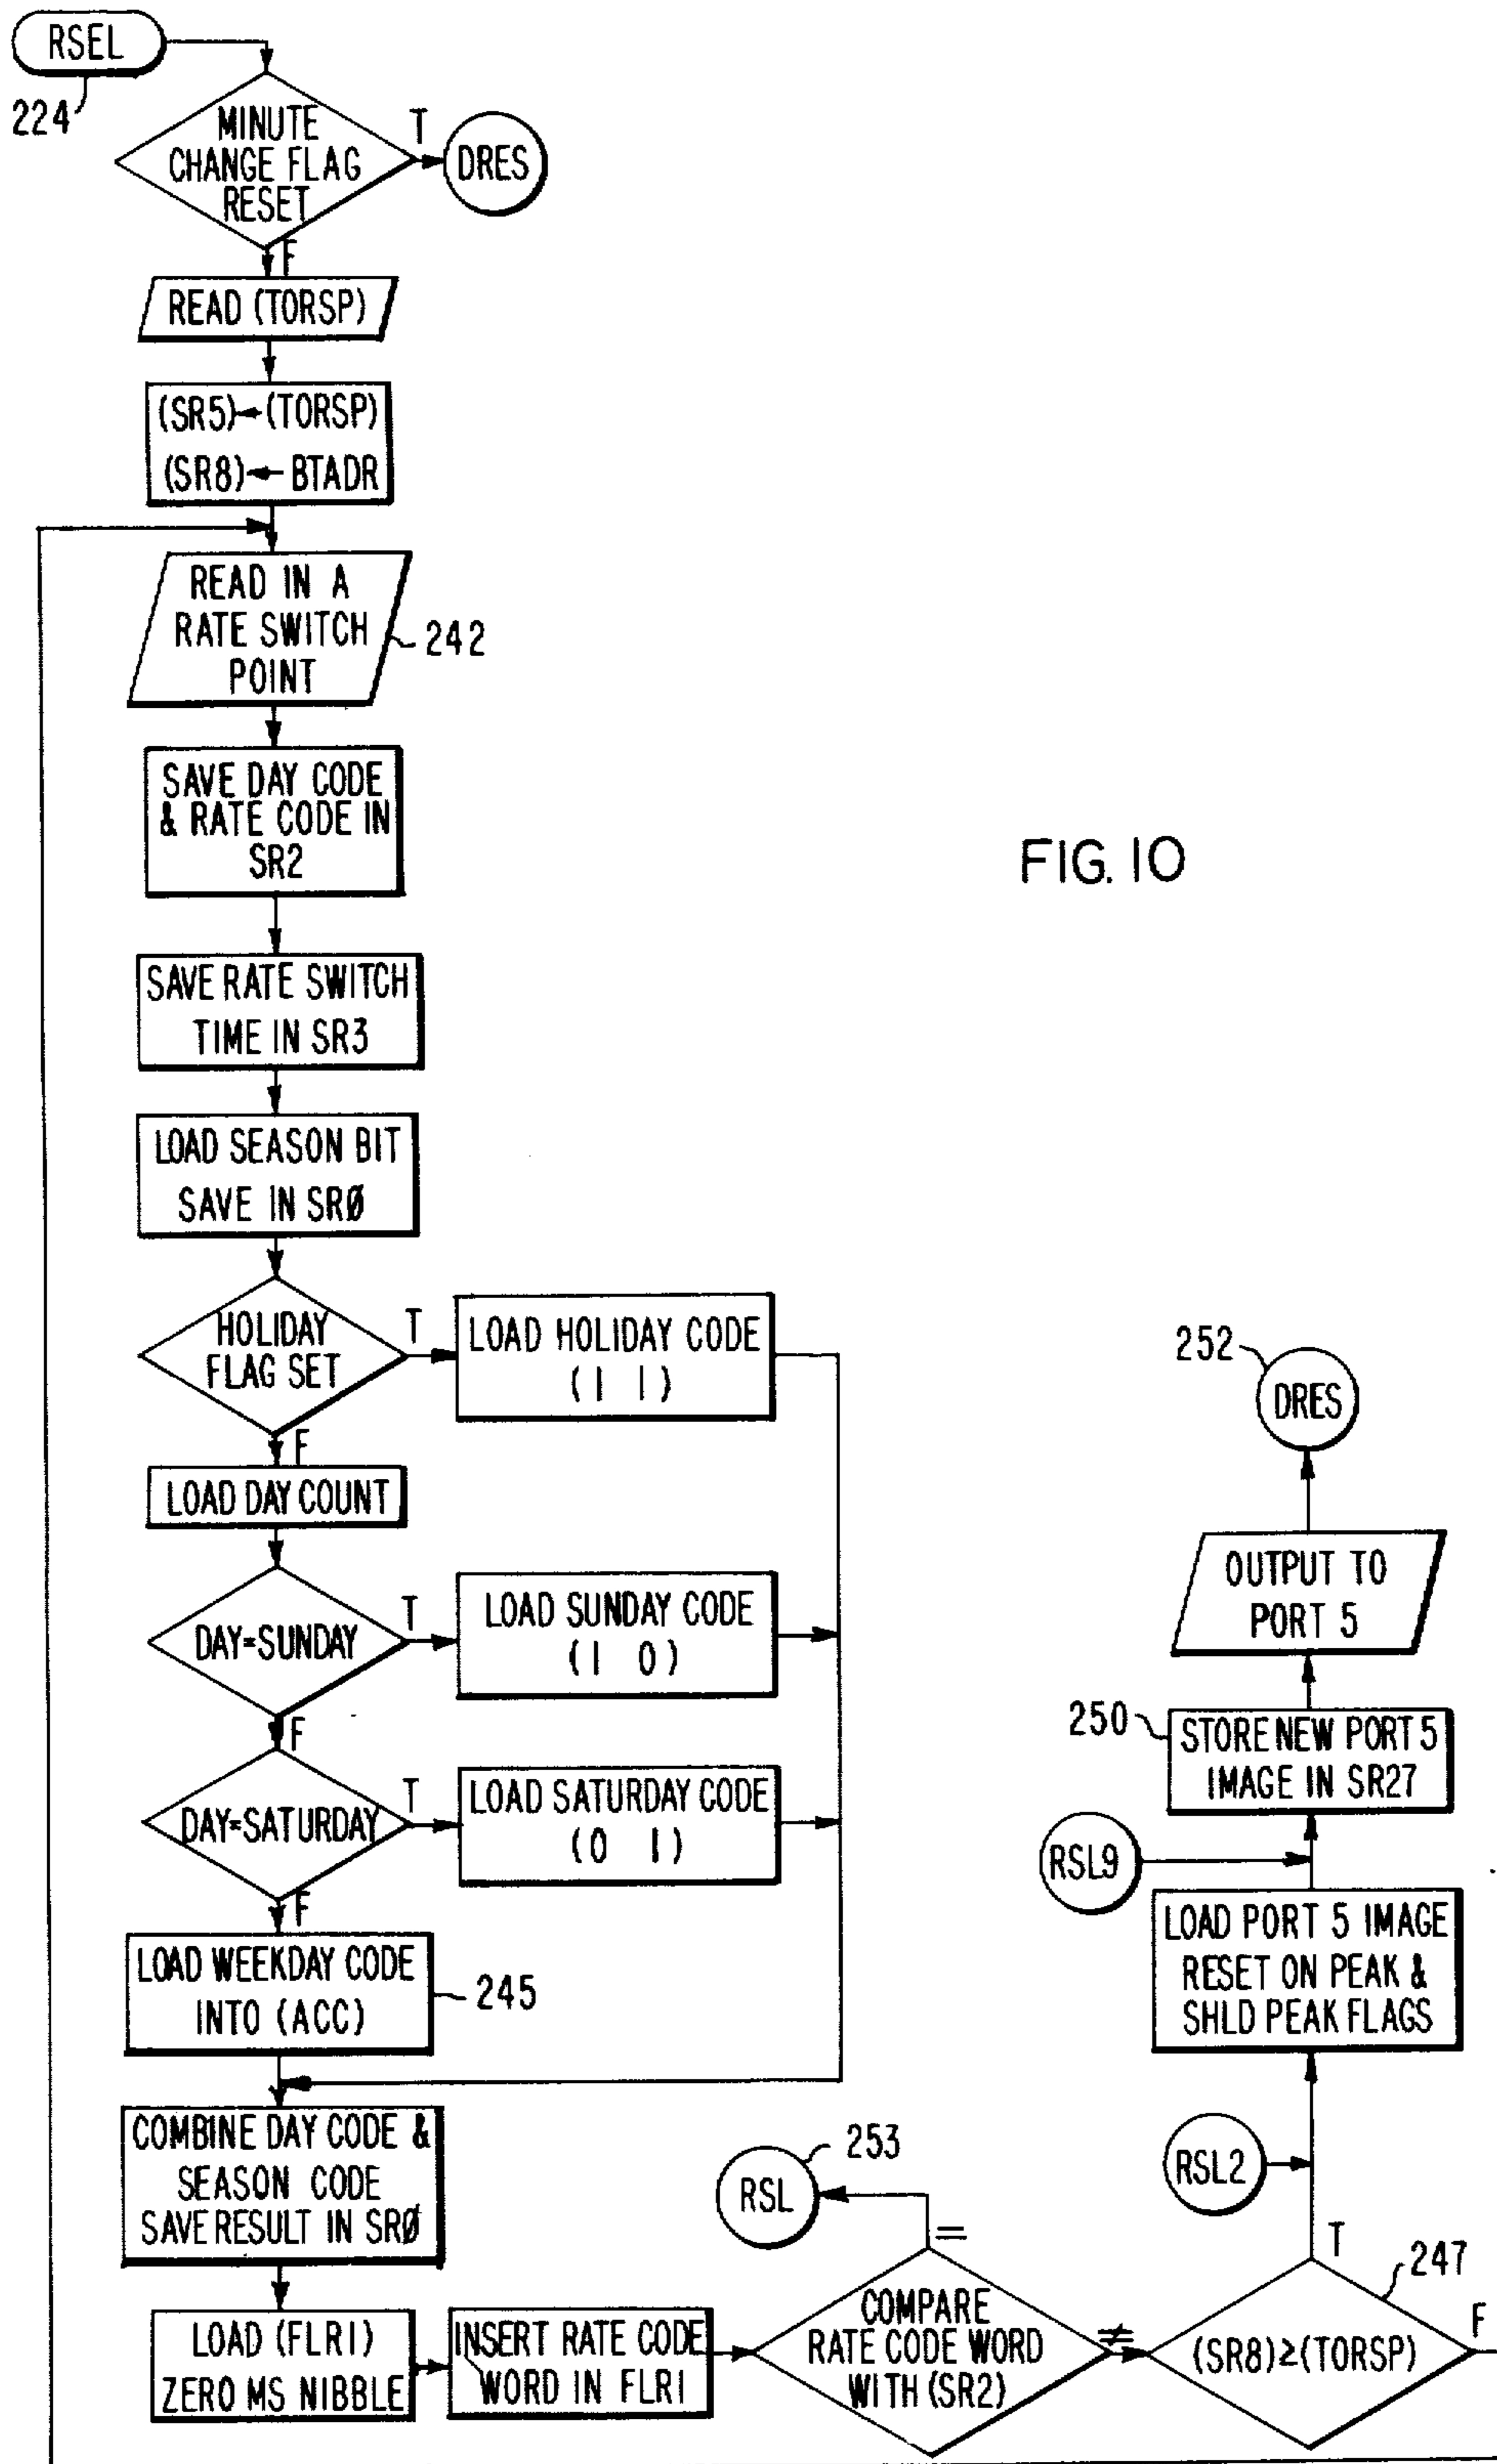 RSEL
224
MINUTE
CHANGE FLAG
RESET
T
DRES
F
READ (TORSP)
(SR5)←(TORSP)
(SR8)← BTADR
READ IN A
RATE SWITCH
POINT
242
SAVE DAY CODE
& RATE CODE IN
SR2
FIG. 10
SAVE RATE SWITCH
TIME IN SR3
LOAD SEASON BIT
SAVE IN SRØ
HOLIDAY
FLAG SET
T
LOAD HOLIDAY CODE
(1 1)
F
LOAD DAY COUNT
DAY=SUNDAY
T
LOAD SUNDAY CODE
(1 0)
F
DAY=SATURDAY
T
LOAD SATURDAY CODE
(0 1)
F
LOAD WEEKDAY CODE
INTO (ACC)
245
COMBINE DAY CODE &
SEASON CODE
SAVE RESULT IN SRØ
LOAD (FLR1)
ZERO MS NIBBLE
INSERT RATE CODE
WORD IN FLR1
COMPARE
RATE CODE WORD
WITH (SR2)
=
RSL
253
≠
(SR8)≥(TORSP)
247
F
T
RSL2
LOAD PORT 5 IMAGE
RESET ON PEAK &
SHLD PEAK FLAGS
RSL9
STORE NEW PORT 5
IMAGE IN SR27
250
OUTPUT TO
PORT 5
DRES
252